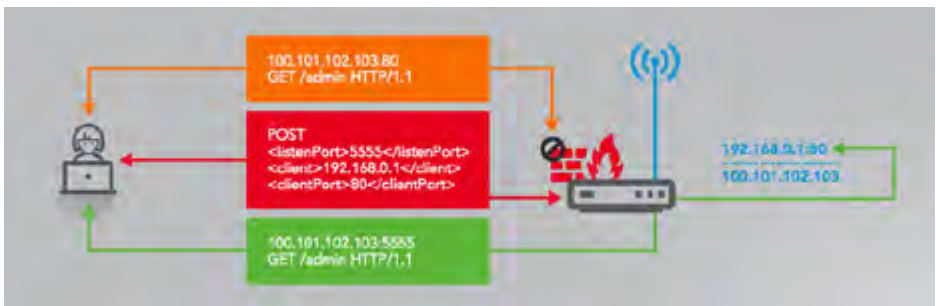 100.101.102.103:80
GET /admin HTTP/1.1
POST
<listenPort>5555</listenPort>
<client>192.168.0.1</client>
<clientPort>80</clientPort>
192.168.0.1:80
100.101.102.103
100.101.102.103:5555
GET /admin HTTP/1.1